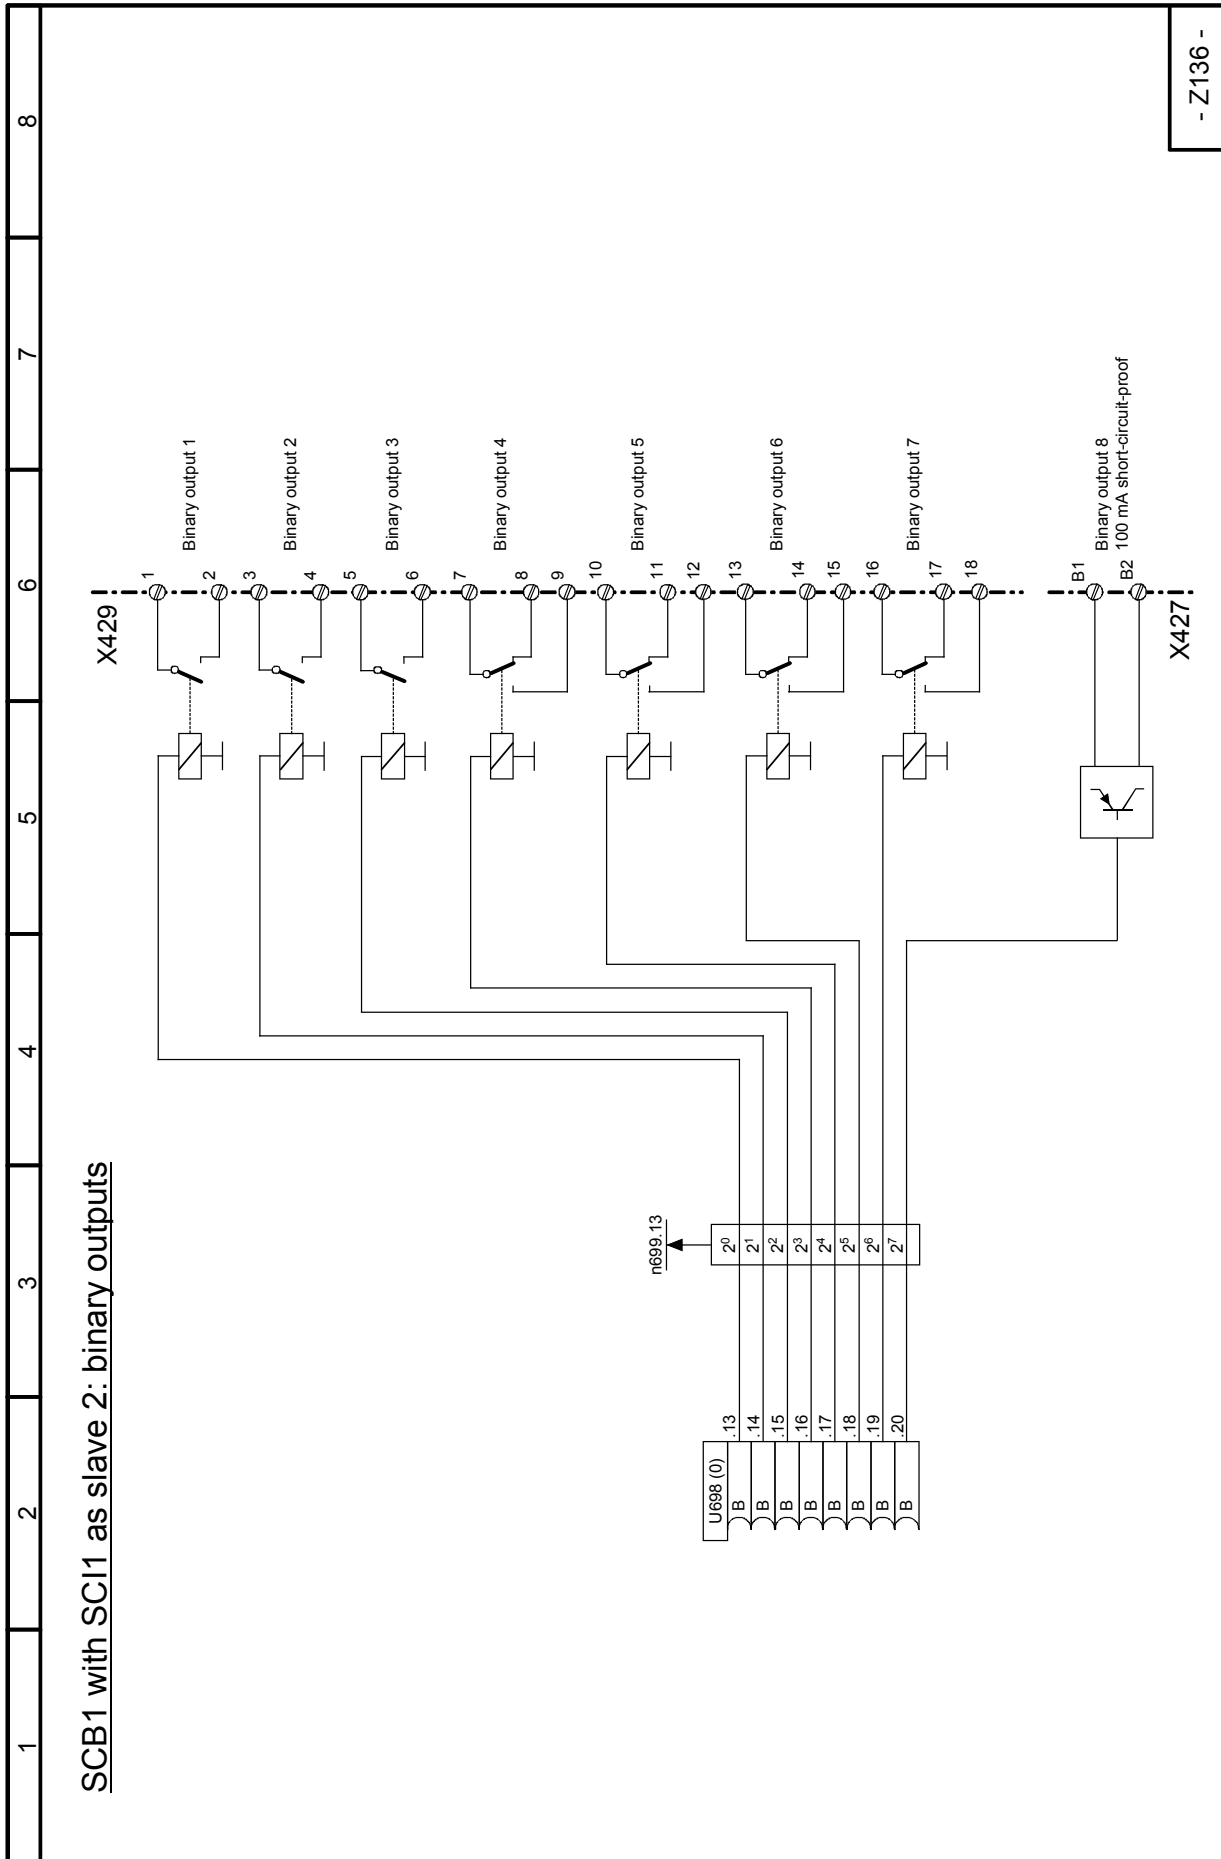 1 2 3 4 5 6 7 8
SCB1 with SCI1 as slave 2: binary outputs
X429
1
Binary output 1
2
3
Binary output 2
4
5
Binary output 3
6
7
Binary output 4
8
9
10
Binary output 5
11
12
13
Binary output 6
14
15
16
Binary output 7
17
18
B1
Binary output 8
100 mA short-circuit-proof
B2
X427
n699.13
2⁰
2¹
2²
2³
2⁴
2⁵
2⁶
2⁷
U698 (0)
B .13
B .14
B .15
B .16
B .17
B .18
B .19
B .20
- Z136 -